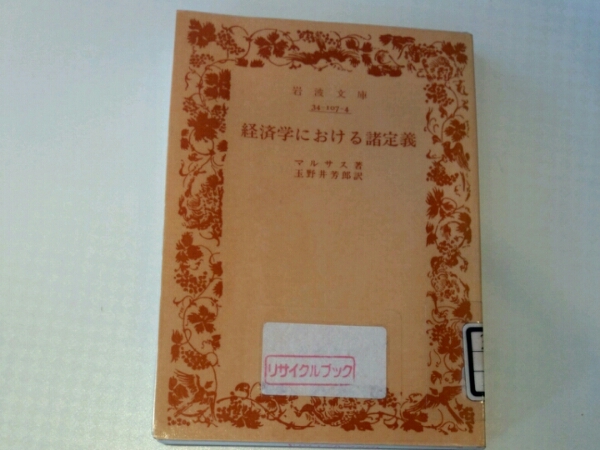 岩波文庫
34-107-4
経済学における諸定義
マルサス著
玉野井芳郎訳
リサイクルブック